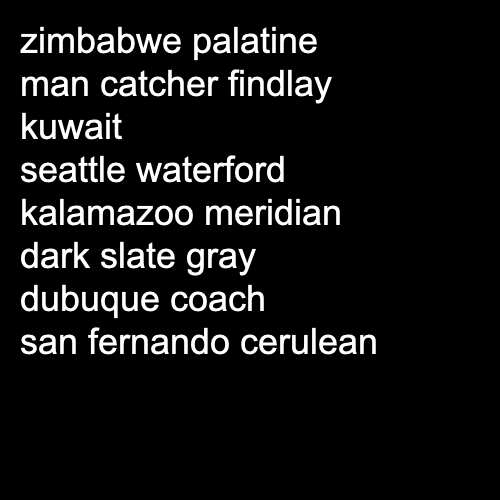 zimbabwe palatine
man catcher findlay
kuwait
seattle waterford
kalamazoo meridian
dark slate gray
dubuque coach
san fernando cerulean